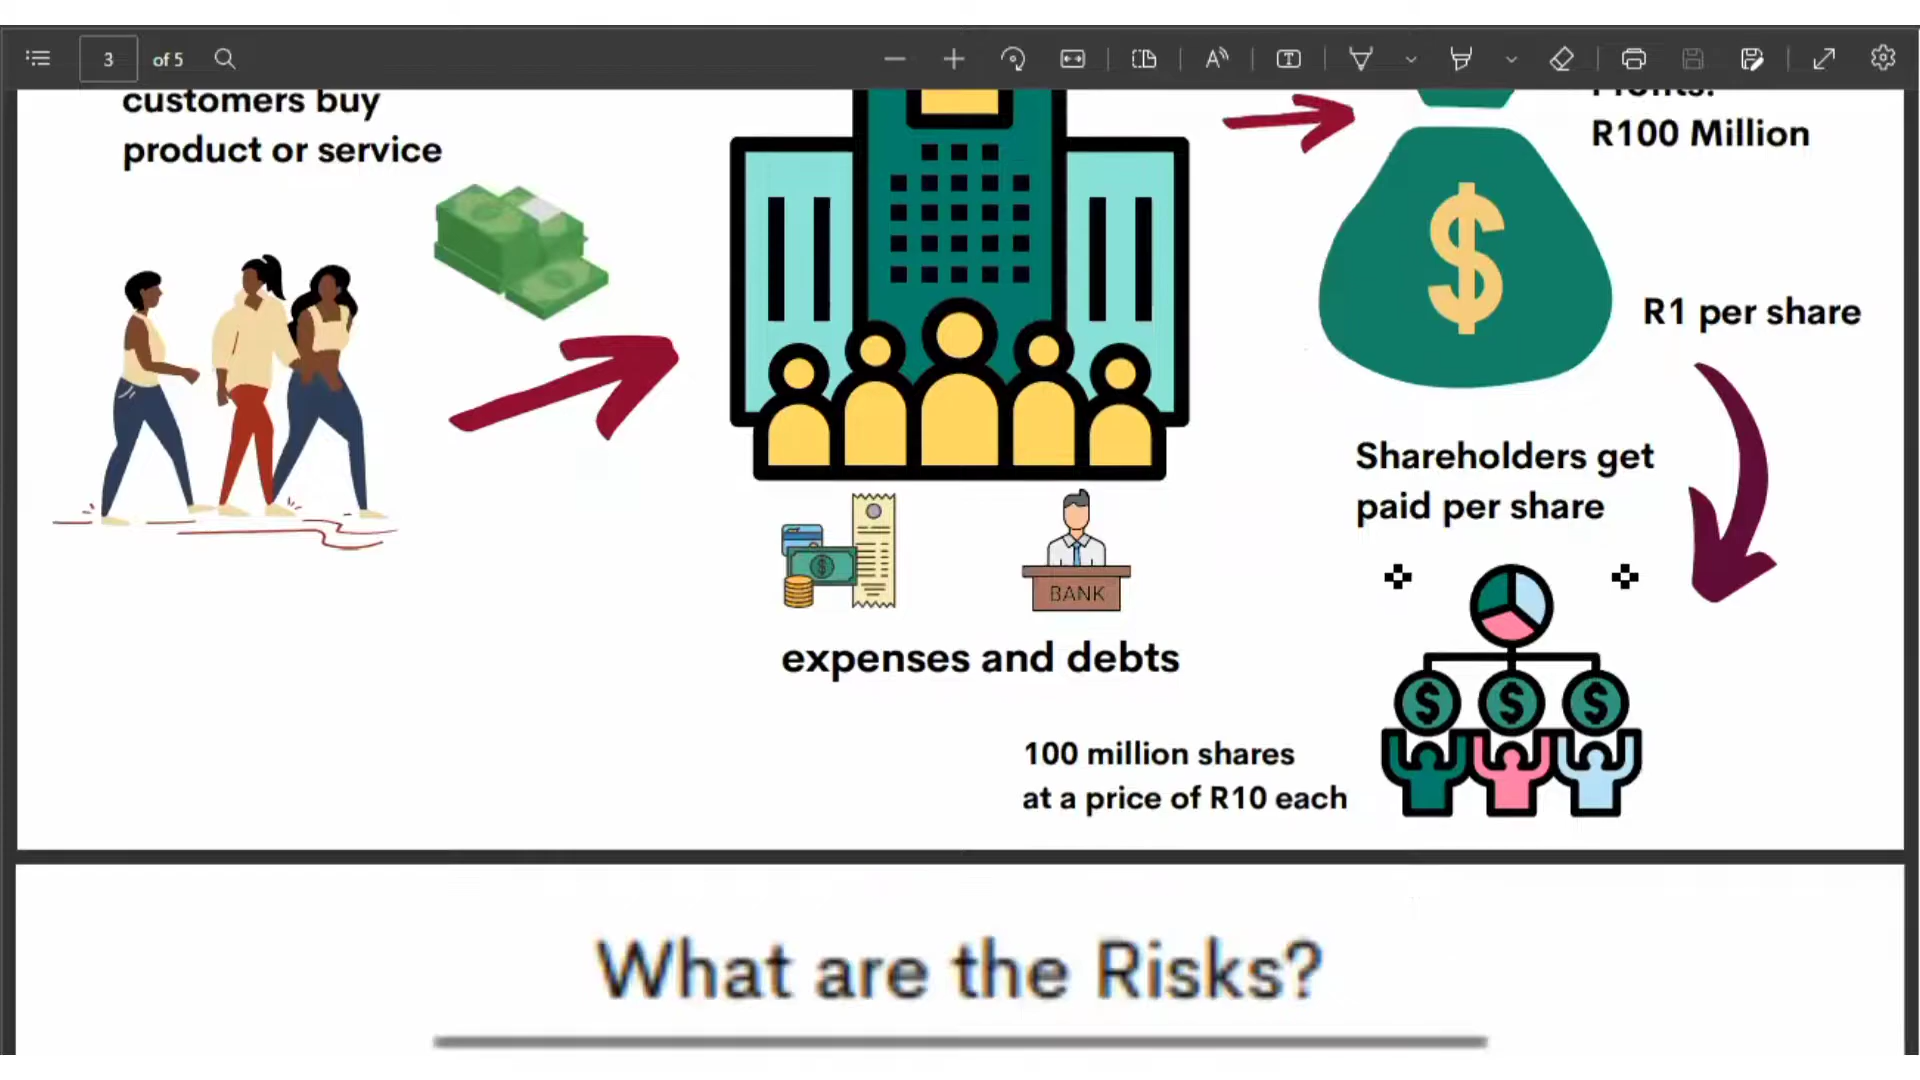 3 of 5
customers buy
product or service
Profits:
R100 Million
R1 per share
Shareholders get
paid per share
BANK
expenses and debts
100 million shares
at a price of R10 each
What are the Risks?